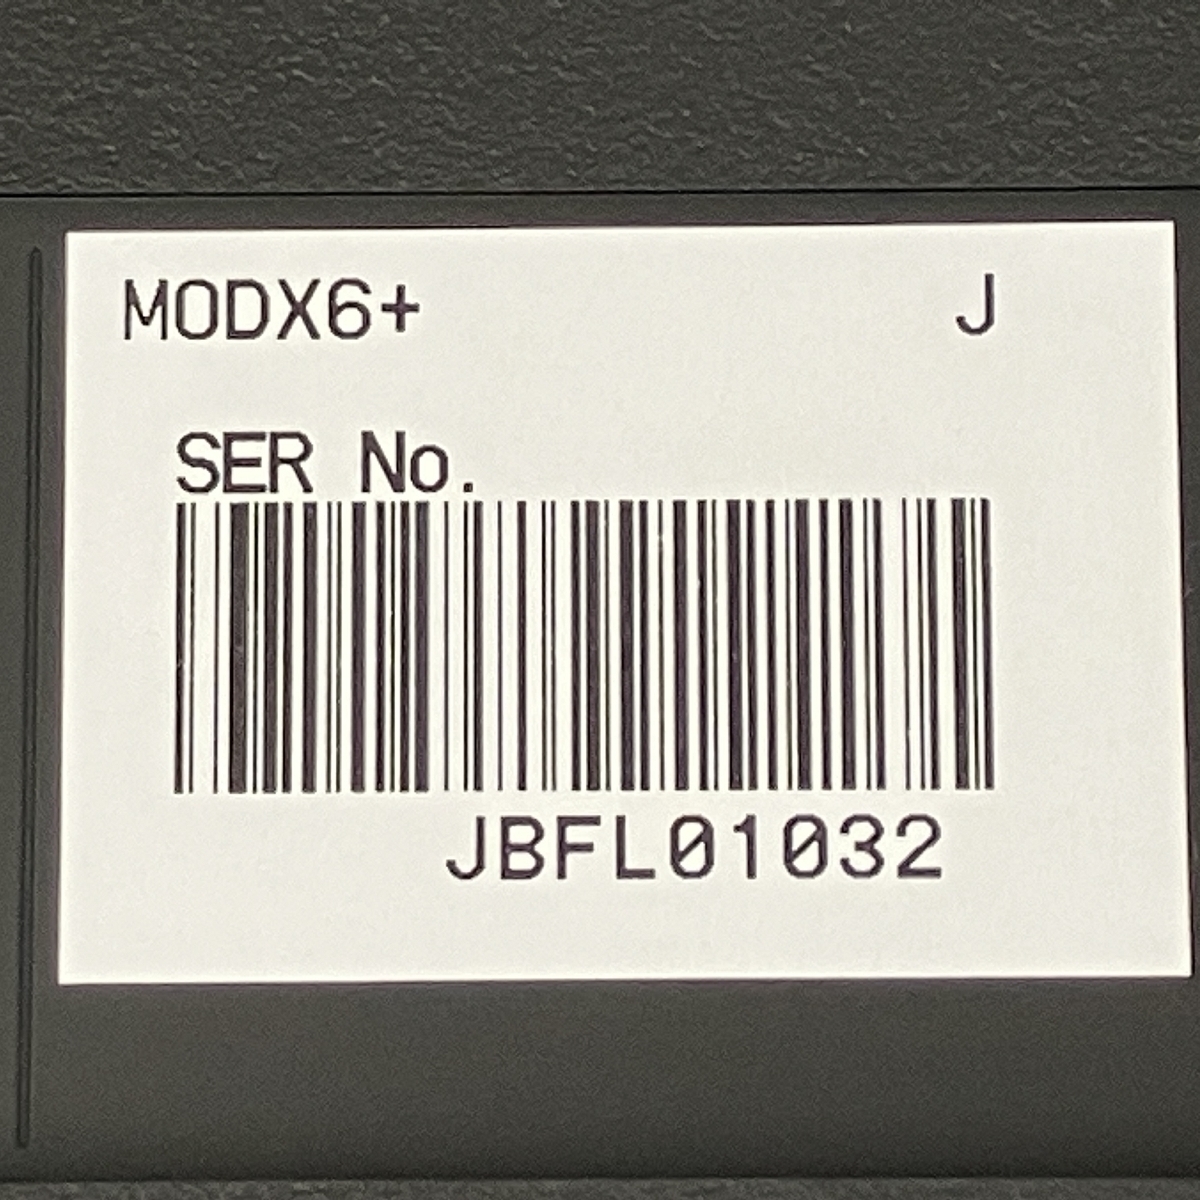 MODX6+ J
SER No.
JBFL01032